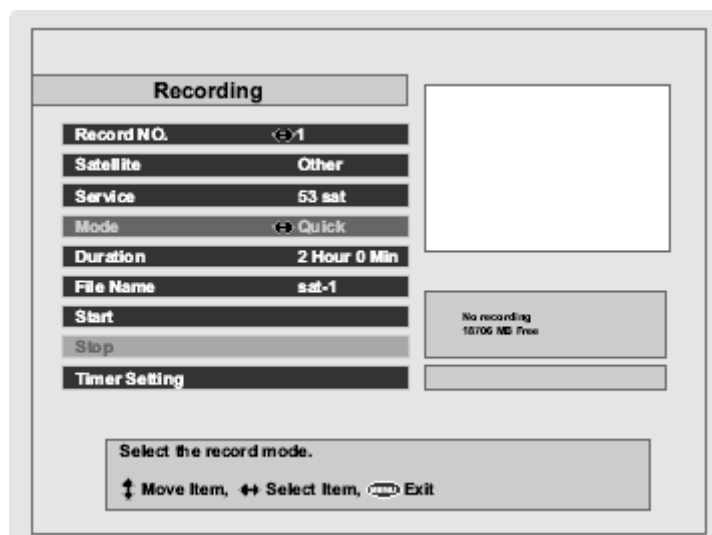 Recording
Record NO. 1
Satellite Other
Service 53 sat
Mode Quick
Duration 2 Hour 0 Min
File Name sat-1
Start
Stop
Timer Setting
No recording
18706 MB Free
Select the record mode.
Move Item, Select Item, MENU Exit